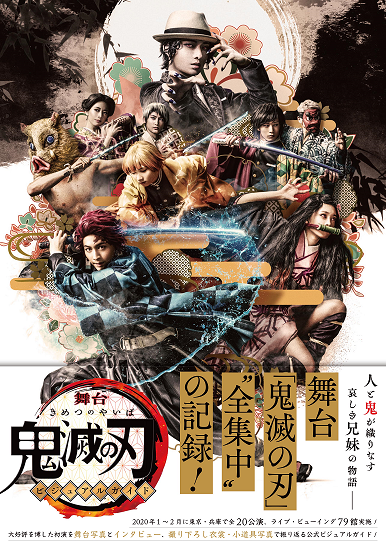 人と鬼が織りなす
哀しき兄妹の物語──
舞台
『鬼滅の刃』
“全集中”
の記録!
舞台
きめつのやいば
鬼滅の刃
ビジュアルガイド
2020年1~2月に東京・兵庫で全20公演、ライブ・ビューイング79館実施/
大好評を博した初演を舞台写真とインタビュー、撮り下ろし衣裳・小道具写真で振り返る公式ビジュアルガイド!